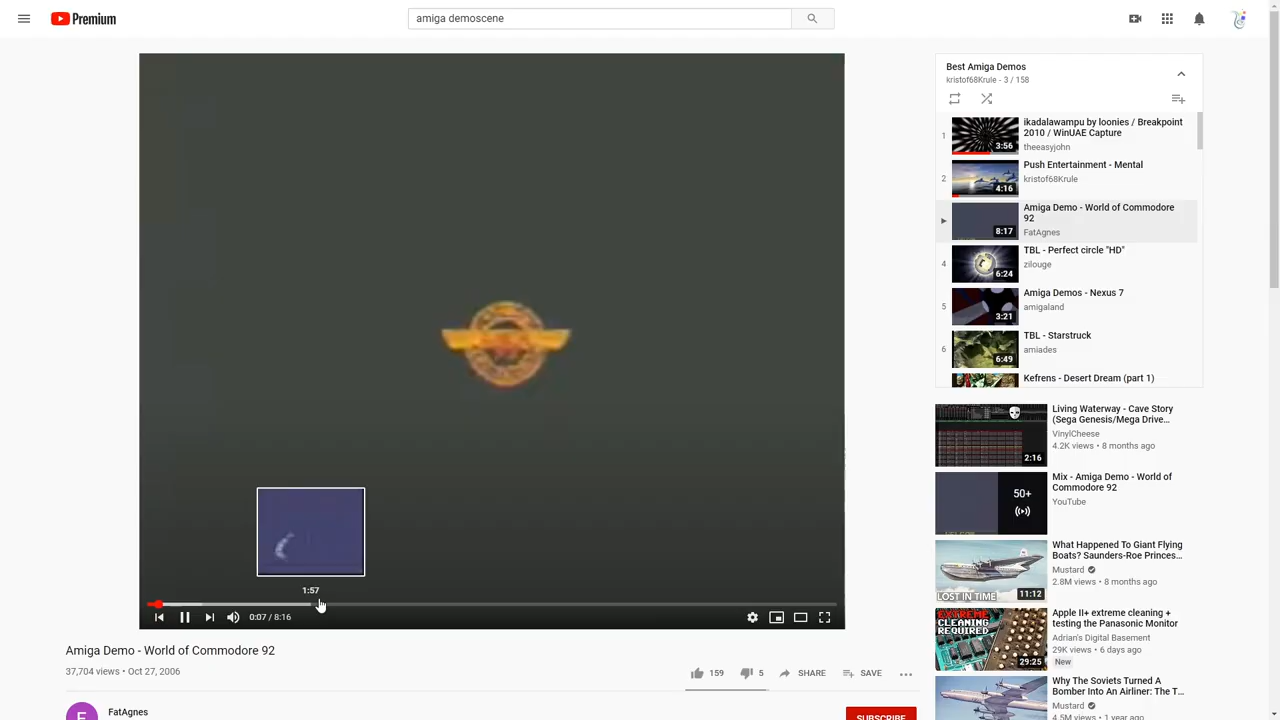 Premium
amiga demoscene
1:57
0:07 / 8:16
Amiga Demo - World of Commodore 92
37,704 views • Oct 27, 2006
159
5
SHARE
SAVE
FatAgnes
SUBSCRIBE
Best Amiga Demos
kristof68Krule - 3 / 158
1
3:56
ikadalawampu by loonies / Breakpoint
2010 / WinUAE Capture
theeasyjohn
2
4:16
Push Entertainment - Mental
kristof68Krule
8:17
Amiga Demo - World of Commodore
92
FatAgnes
4
6:24
TBL - Perfect circle "HD"
zilouge
5
3:21
Amiga Demos - Nexus 7
amigaland
6
6:49
TBL - Starstruck
amiades
Kefrens - Desert Dream (part 1)
2:16
Living Waterway - Cave Story
(Sega Genesis/Mega Drive...
VinylCheese
4.2K views • 8 months ago
50+
Mix - Amiga Demo - World of
Commodore 92
YouTube
LOST IN TIME
11:12
What Happened To Giant Flying
Boats? Saunders-Roe Princes...
Mustard
2.8M views • 8 months ago
EXTREME
CLEANING
REQUIRED
29:25
Apple II+ extreme cleaning +
testing the Panasonic Monitor
Adrian's Digital Basement
29K views • 6 days ago
New
Why The Soviets Turned A
Bomber Into An Airliner: The T...
Mustard
4.5M views • 1 year ago